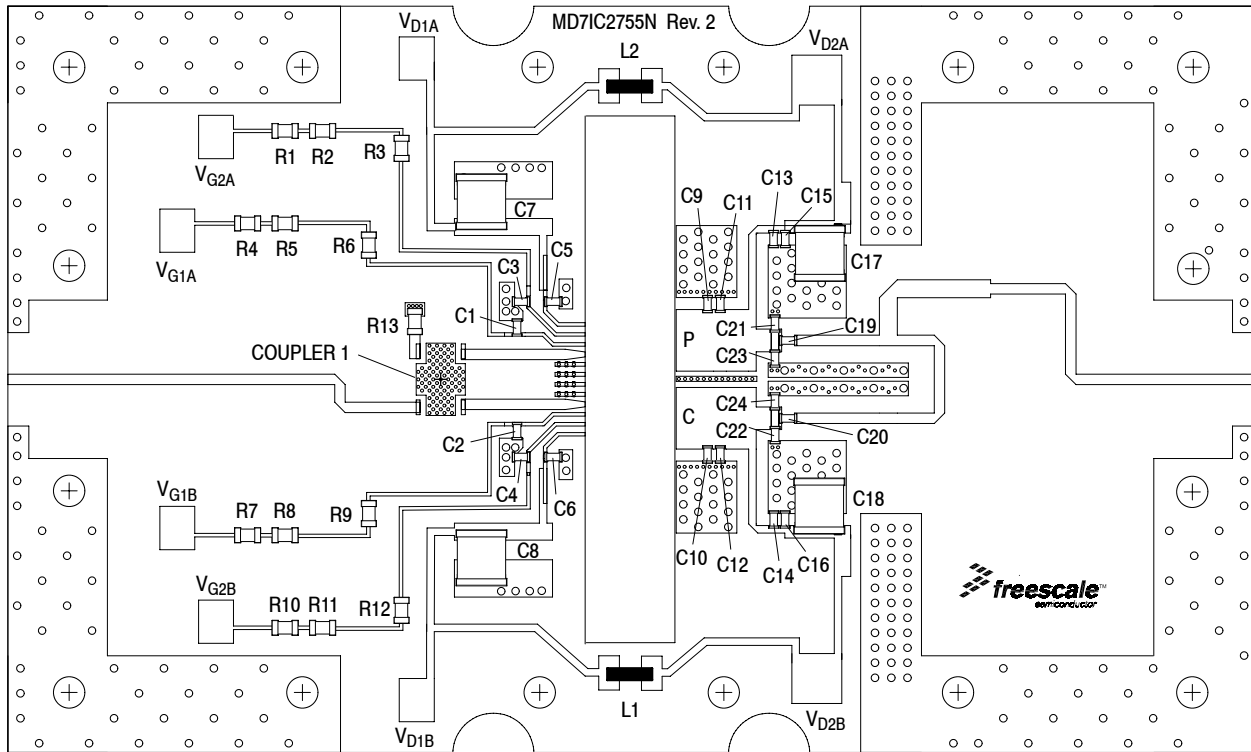 MD7IC2755N Rev. 2
VD1A
L2
VD2A
R1
R2
R3
VG2A
C7
C13
C15
C9
C11
R4
R5
R6
VG1A
C5
C3
C17
C1
R13
C21
C19
P
COUPLER 1
C23
C24
C
C2
C22
C20
C4
C6
VG1B
C18
R7
R8
R9
C10
C12
C14
C16
C8
VG2B
R10
R11
R12
freescale™
semiconductor
L1
VD1B
VD2B